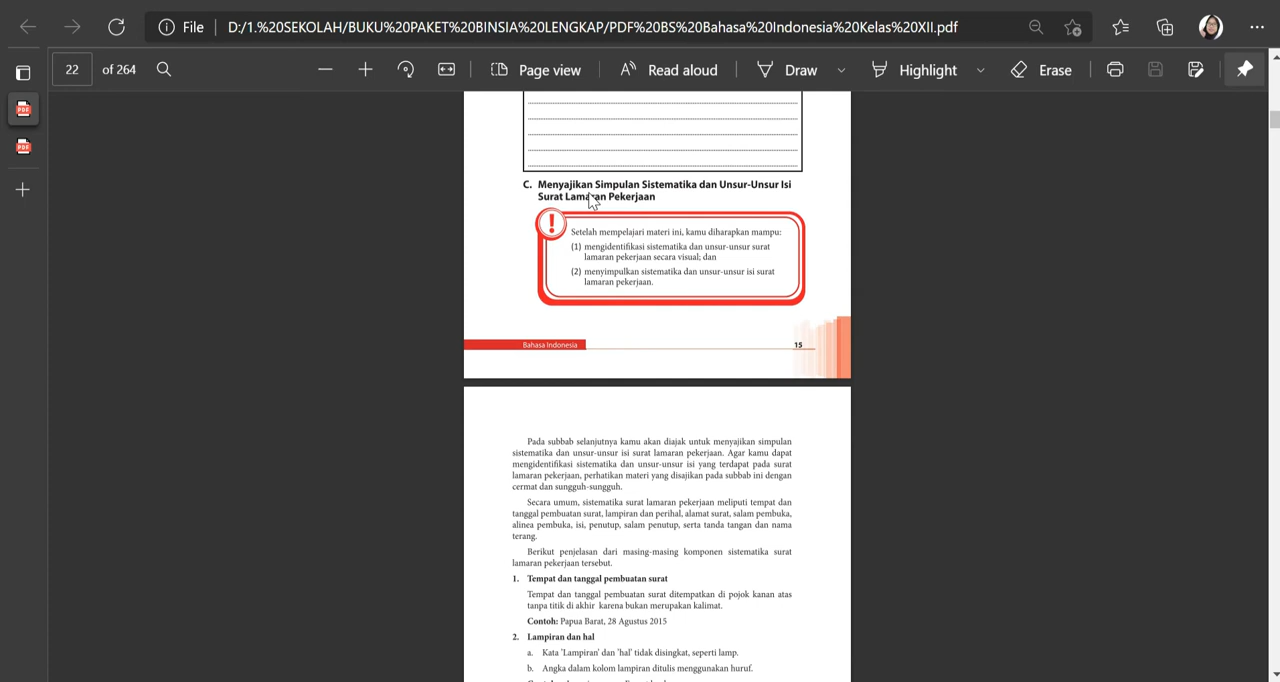 File
D:/1.%20SEKOLAH/BUKU%20PAKET%20BINSIA%20LENGKAP/PDF%20BS%20Bahasa%20Indonesia%20Kelas%20XII.pdf
22 of 264
Page view
Read aloud
Draw
Highlight
Erase
C. Menyajikan Simpulan Sistematika dan Unsur-Unsur Isi
Surat Lamaran Pekerjaan
!
Setelah mempelajari materi ini, kamu diharapkan mampu:
(1) mengidentifikasi sistematika dan unsur-unsur surat
lamaran pekerjaan secara visual; dan
(2) menyimpulkan sistematika dan unsur-unsur isi surat
lamaran pekerjaan.
Bahasa Indonesia
15
Pada subbab selanjutnya kamu akan diajak untuk menyajikan simpulan
sistematika dan unsur-unsur isi surat lamaran pekerjaan. Agar kamu dapat
mengidentifikasi sistematika dan unsur-unsur isi yang terdapat pada surat
lamaran pekerjaan, perhatikan materi yang disajikan pada subbab ini dengan
cermat dan sungguh-sungguh.
Secara umum, sistematika surat lamaran pekerjaan meliputi tempat dan
tanggal pembuatan surat, lampiran dan perihal, alamat surat, salam pembuka,
alinea pembuka, isi, penutup, salam penutup, serta tanda tangan dan nama
terang.
Berikut penjelasan dari masing-masing komponen sistematika surat
lamaran pekerjaan tersebut.
1. Tempat dan tanggal pembuatan surat
Tempat dan tanggal pembuatan surat ditempatkan di pojok kanan atas
tanpa titik di akhir karena bukan merupakan kalimat.
Contoh: Papua Barat, 28 Agustus 2015
2. Lampiran dan hal
a. Kata 'Lampiran' dan 'hal' tidak disingkat, seperti lamp.
b. Angka dalam kolom lampiran ditulis menggunakan huruf.